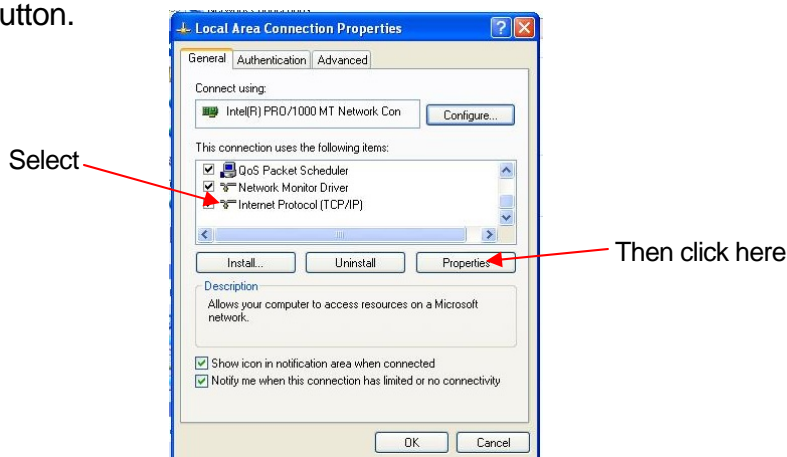 utton.
Local Area Connection Properties
General Authentication Advanced
Connect using:
Intel(R) PRO/1000 MT Network Con
Configure...
This connection uses the following items:
Select
QoS Packet Scheduler
Network Monitor Driver
Internet Protocol (TCP/IP)
Install... Uninstall Properties
Then click here
Description
Allows your computer to access resources on a Microsoft
network.
Show icon in notification area when connected
Notify me when this connection has limited or no connectivity
OK Cancel